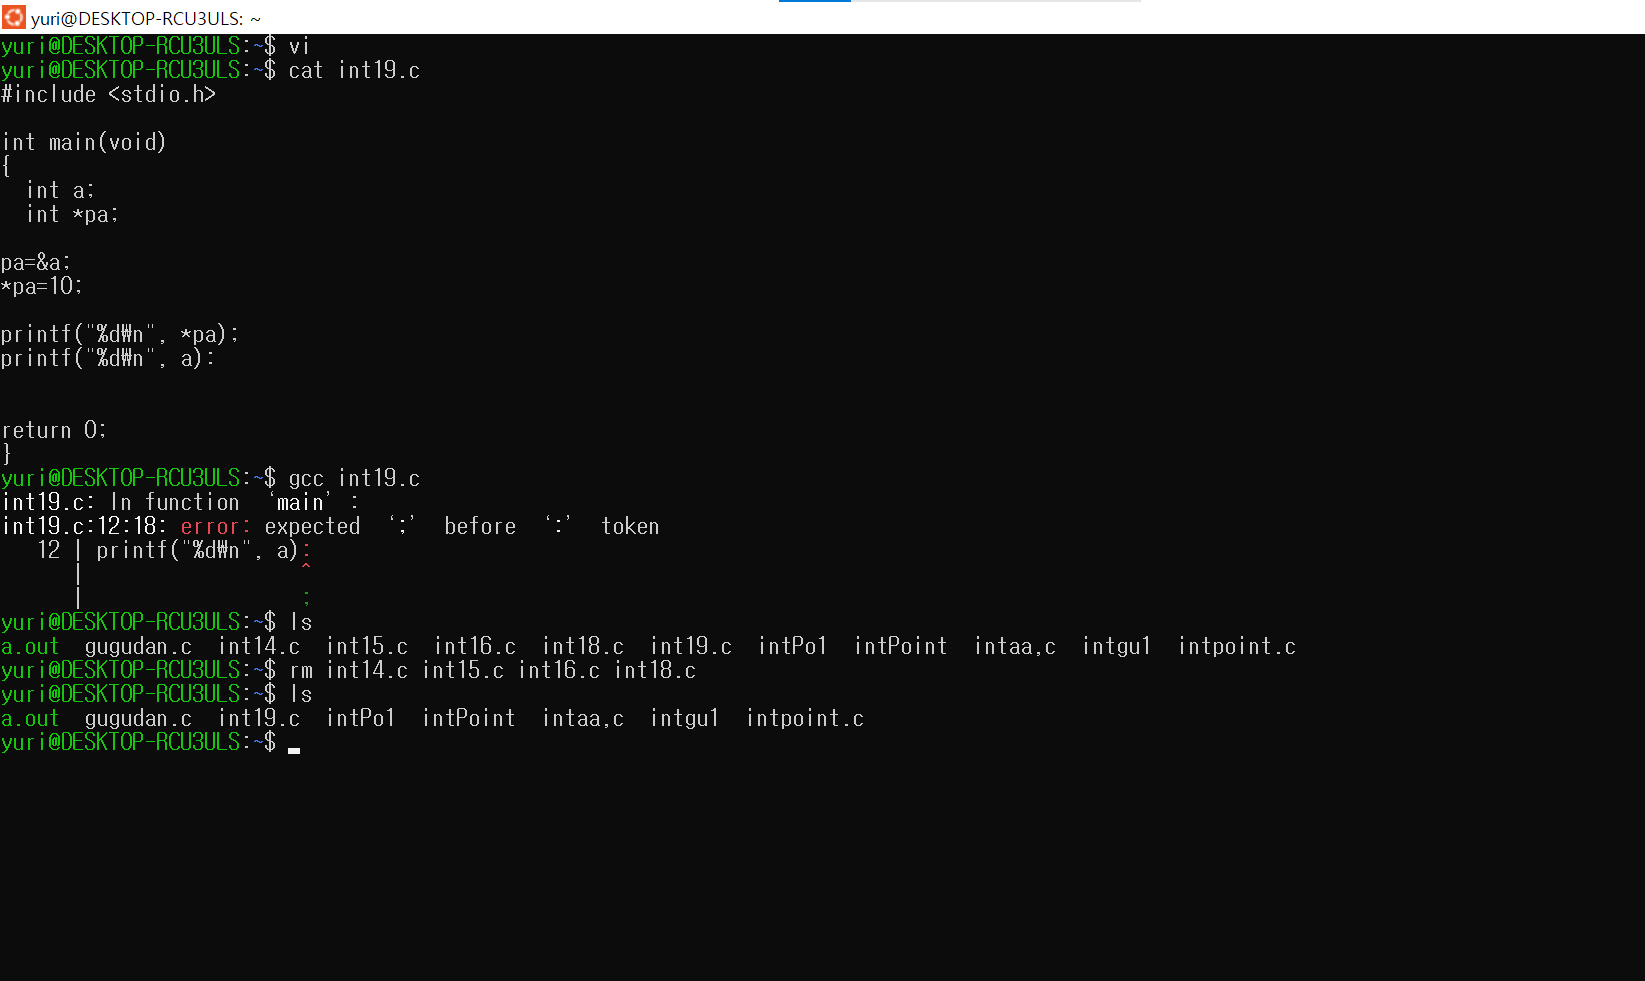 yuri@DESKTOP-RCU3ULS: ~
yuri@DESKTOP-RCU3ULS:~$ vi
yuri@DESKTOP-RCU3ULS:~$ cat int19.c
#include <stdio.h>
int main(void)
{
  int a;
  int *pa;
pa=&a;
*pa=10;
printf("%d₩n", *pa);
printf("%d₩n", a):
return 0;
}
yuri@DESKTOP-RCU3ULS:~$ gcc int19.c
int19.c: In function ‘main’:
int19.c:12:18: error: expected ‘;’ before ‘:’ token
   12 | printf("%d₩n", a):
      |                  ^
      |                  ;
yuri@DESKTOP-RCU3ULS:~$ ls
a.out  gugudan.c  int14.c  int15.c  int16.c  int18.c  int19.c  intPo1  intPoint  intaa,c  intgu1  intpoint.c
yuri@DESKTOP-RCU3ULS:~$ rm int14.c int15.c int16.c int18.c
yuri@DESKTOP-RCU3ULS:~$ ls
a.out  gugudan.c  int19.c  intPo1  intPoint  intaa,c  intgu1  intpoint.c
yuri@DESKTOP-RCU3ULS:~$